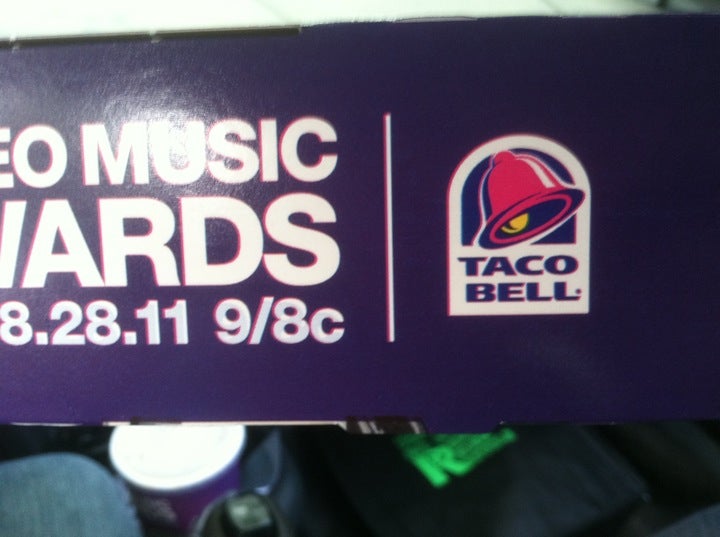 EO MUSIC
WARDS
8.28.11 9/8c
TACO
BELL